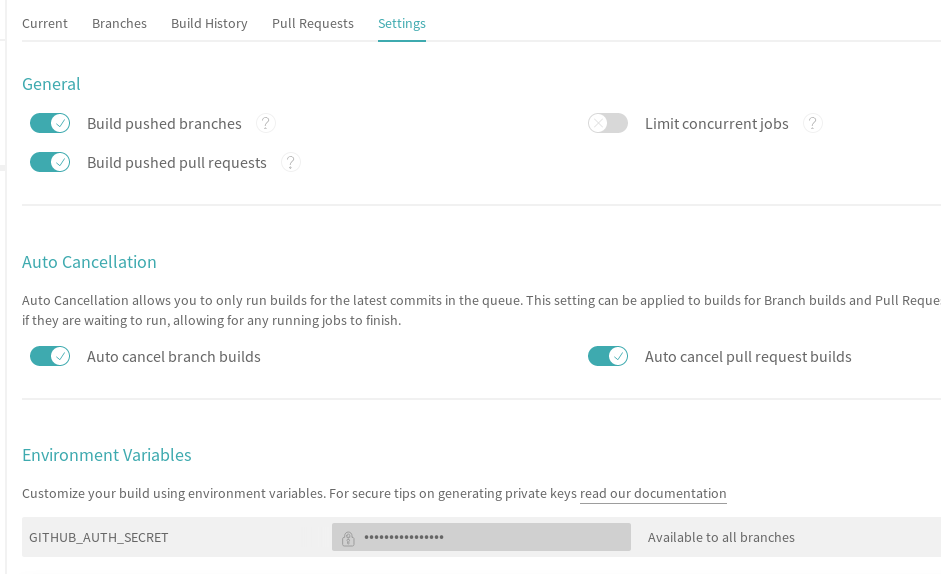 Current Branches Build History Pull Requests Settings
General
Build pushed branches ? Limit concurrent jobs ?
Build pushed pull requests ?
Auto Cancellation
Auto Cancellation allows you to only run builds for the latest commits in the queue. This setting can be applied to builds for Branch builds and Pull Reque
if they are waiting to run, allowing for any running jobs to finish.
Auto cancel branch builds Auto cancel pull request builds
Environment Variables
Customize your build using environment variables. For secure tips on generating private keys read our documentation
GITHUB_AUTH_SECRET •••••••••••••••• Available to all branches